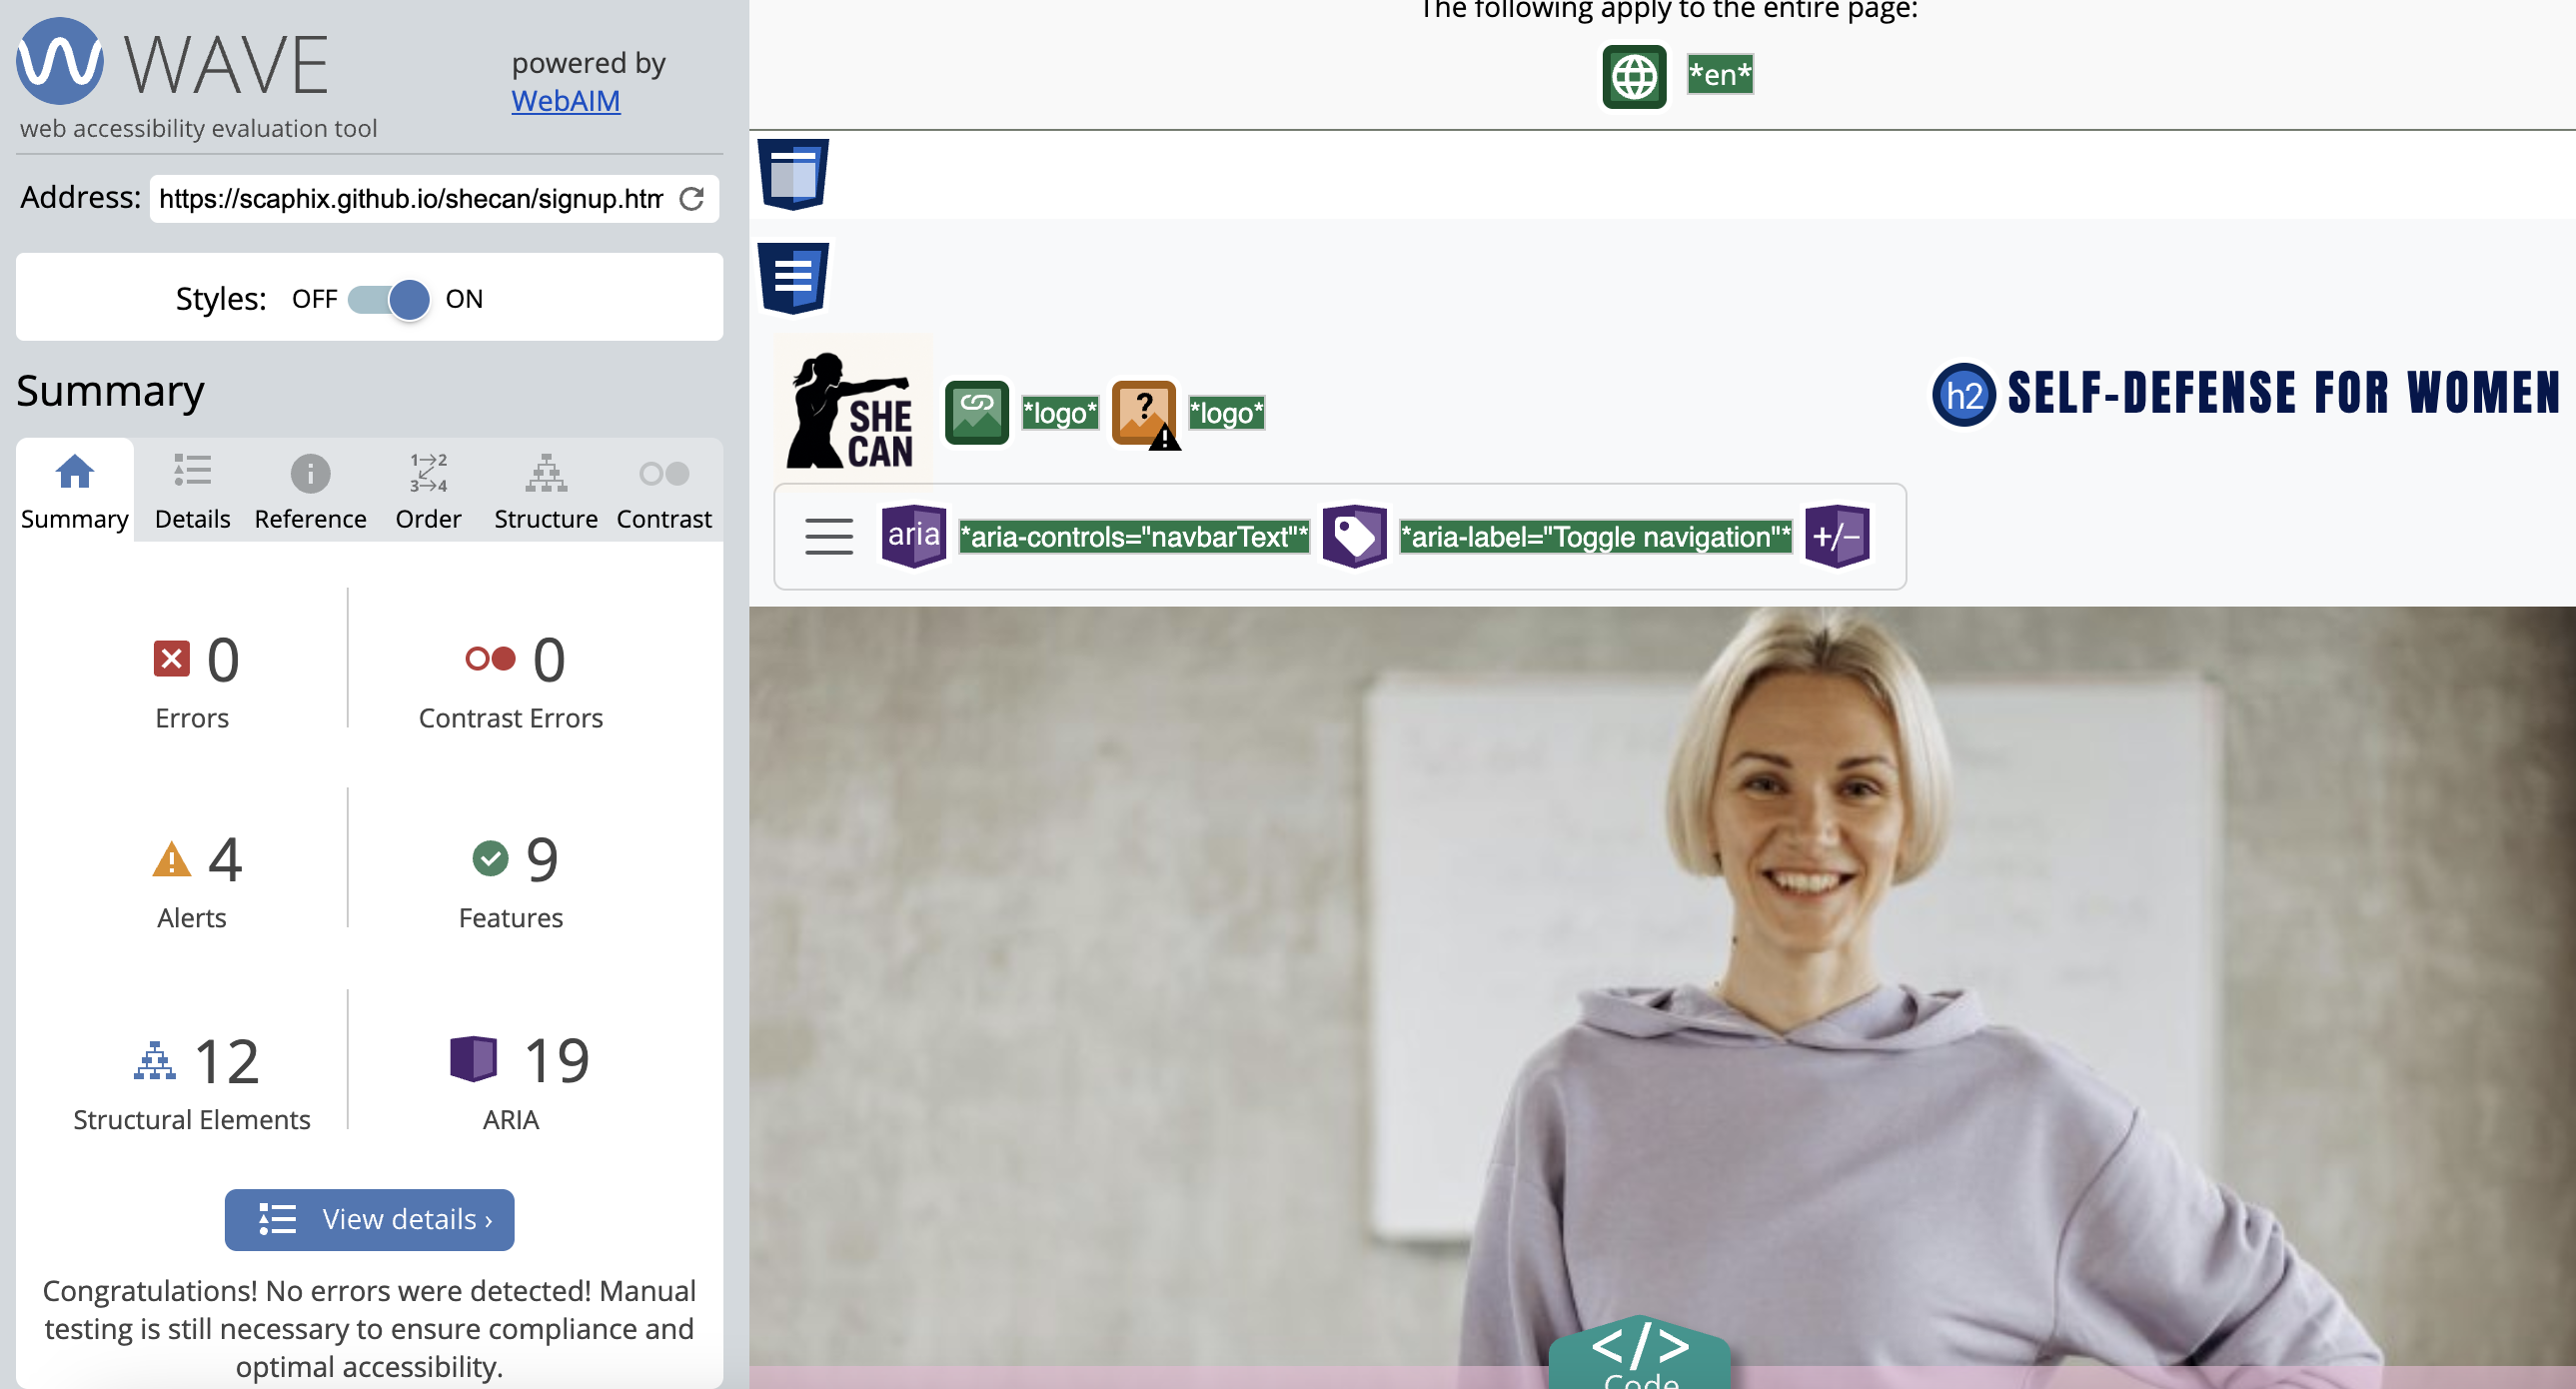 WAVE
powered by
WebAIM
web accessibility evaluation tool
Address: https://scaphix.github.io/shecan/signup.htm
Styles: OFF ON
Summary
1→2
3→4
Summary Details Reference Order Structure Contrast
0 0
Errors Contrast Errors
4 9
Alerts Features
12 19
Structural Elements ARIA
View details ›
Congratulations! No errors were detected! Manual
testing is still necessary to ensure compliance and
optimal accessibility.
The following apply to the entire page:
*en*
SHE
CAN
*logo* ? *logo*
h2 SELF-DEFENSE FOR WOMEN
aria *aria-controls="navbarText"* *aria-label="Toggle navigation"* +/−
</>
Code